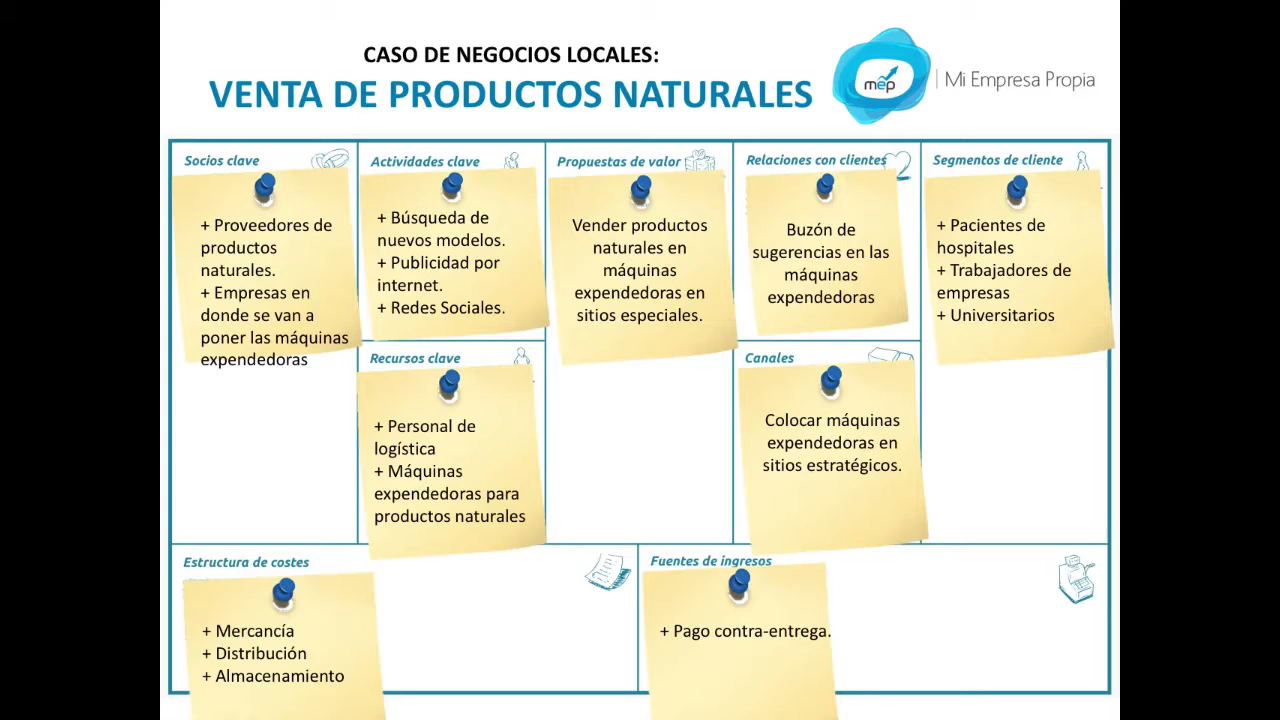 CASO DE NEGOCIOS LOCALES:
VENTA DE PRODUCTOS NATURALES
mep
Mi Empresa Propia
Socios clave
+ Proveedores de
productos
naturales.
+ Empresas en
donde se van a
poner las máquinas
expendedoras
Actividades clave
+ Búsqueda de
nuevos modelos.
+ Publicidad por
internet.
+ Redes Sociales.
Recursos clave
+ Personal de
logística
+ Máquinas
expendedoras para
productos naturales
Propuestas de valor
Vender productos
naturales en
máquinas
expendedoras en
sitios especiales.
Relaciones con clientes
Buzón de
sugerencias en las
máquinas
expendedoras
Canales
Colocar máquinas
expendedoras en
sitios estratégicos.
Segmentos de cliente
+ Pacientes de
hospitales
+ Trabajadores de
empresas
+ Universitarios
Estructura de costes
+ Mercancía
+ Distribución
+ Almacenamiento
Fuentes de ingresos
+ Pago contra-entrega.